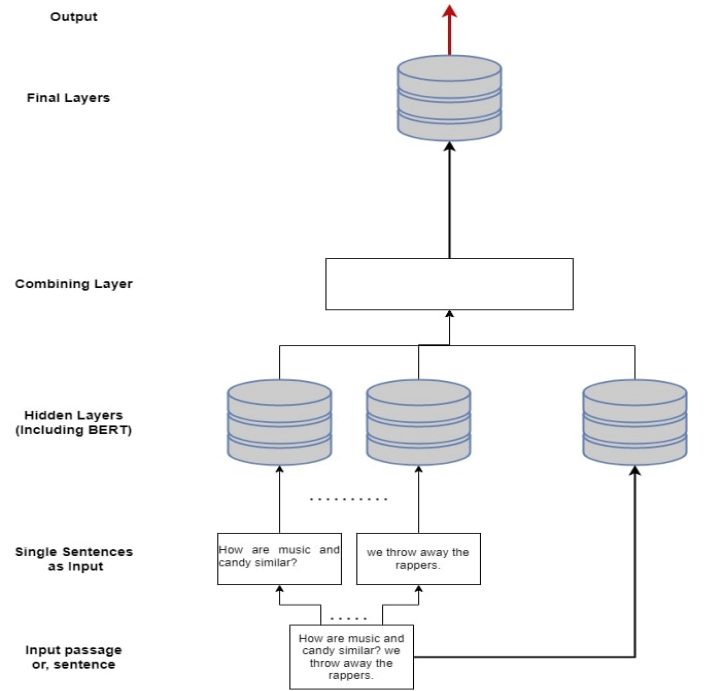 Output
Final Layers
Combining Layer
Hidden Layers
(Including BERT)
..........
Single Sentences
as Input
How are music and
candy similar?
we throw away the
rappers.
.....
Input passage
or, sentence
How are music and
candy similar? we
throw away the
rappers.